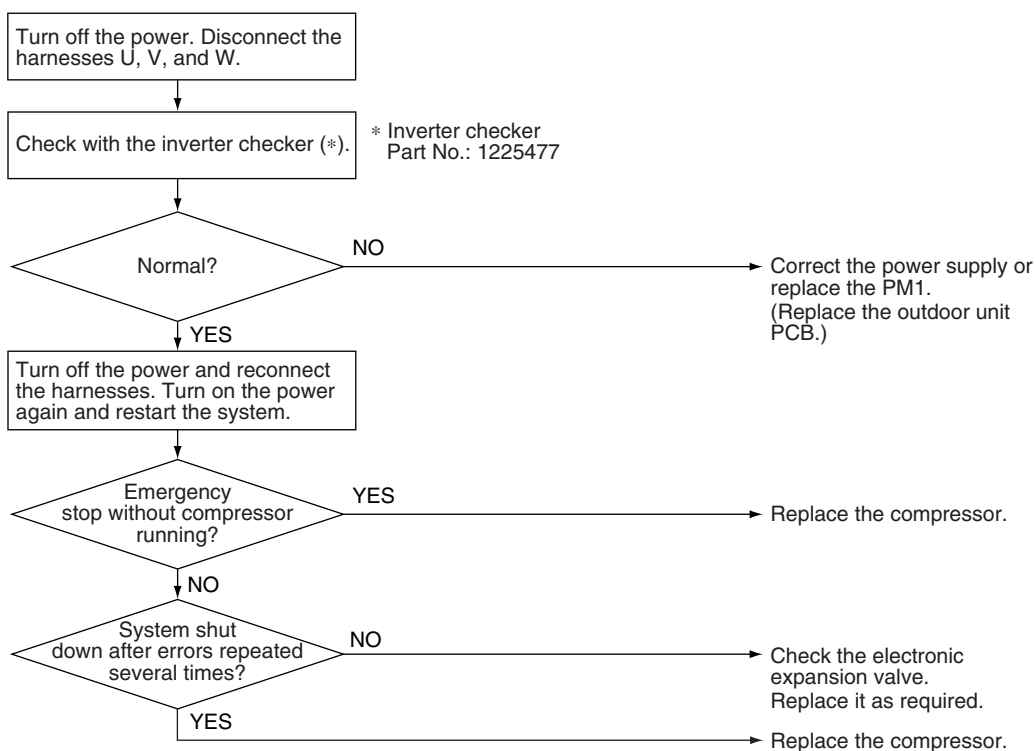 Turn off the power. Disconnect the
harnesses U, V, and W.
Check with the inverter checker (*).
* Inverter checker
Part No.: 1225477
Normal?
NO
Correct the power supply or
replace the PM1.
(Replace the outdoor unit
PCB.)
YES
Turn off the power and reconnect
the harnesses. Turn on the power
again and restart the system.
Emergency
stop without compressor
running?
YES
Replace the compressor.
NO
System shut
down after errors repeated
several times?
NO
Check the electronic
expansion valve.
Replace it as required.
YES
Replace the compressor.